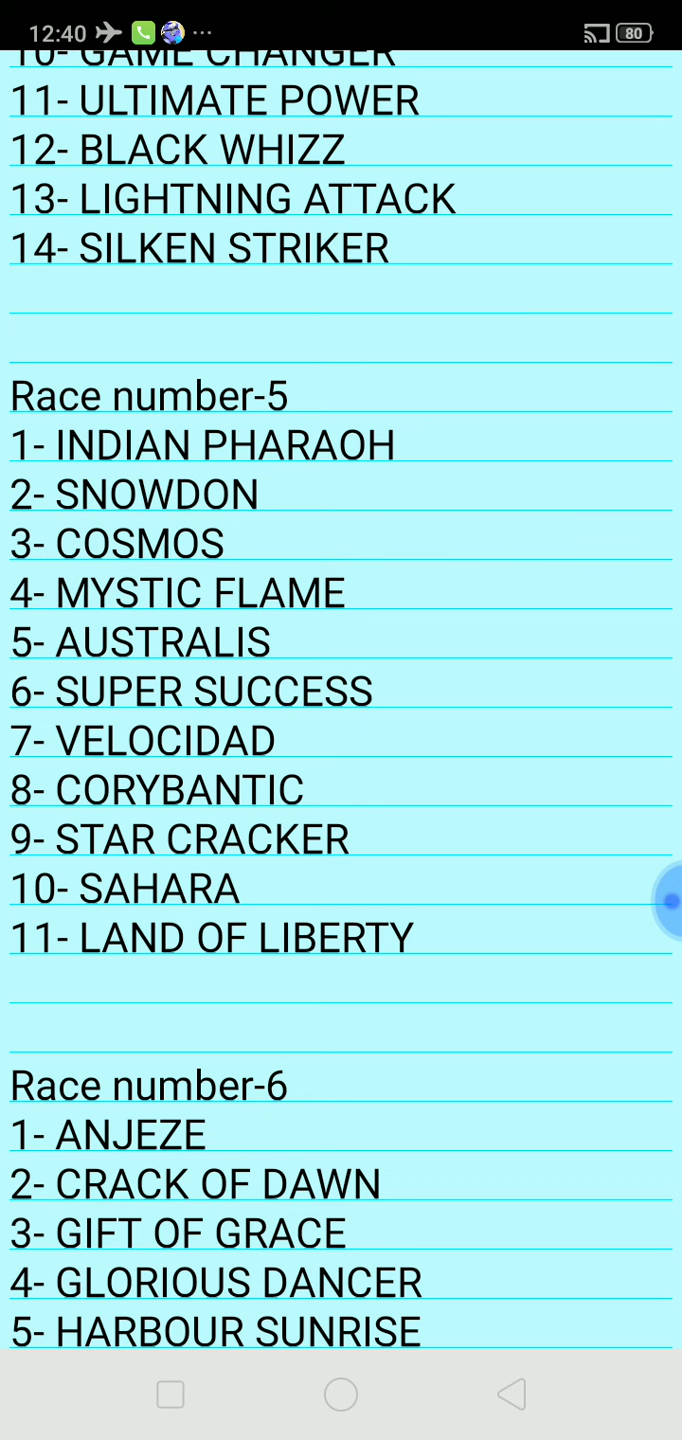 12:40
80
10- GAME CHANGER
11- ULTIMATE POWER
12- BLACK WHIZZ
13- LIGHTNING ATTACK
14- SILKEN STRIKER
Race number-5
1- INDIAN PHARAOH
2- SNOWDON
3- COSMOS
4- MYSTIC FLAME
5- AUSTRALIS
6- SUPER SUCCESS
7- VELOCIDAD
8- CORYBANTIC
9- STAR CRACKER
10- SAHARA
11- LAND OF LIBERTY
Race number-6
1- ANJEZE
2- CRACK OF DAWN
3- GIFT OF GRACE
4- GLORIOUS DANCER
5- HARBOUR SUNRISE